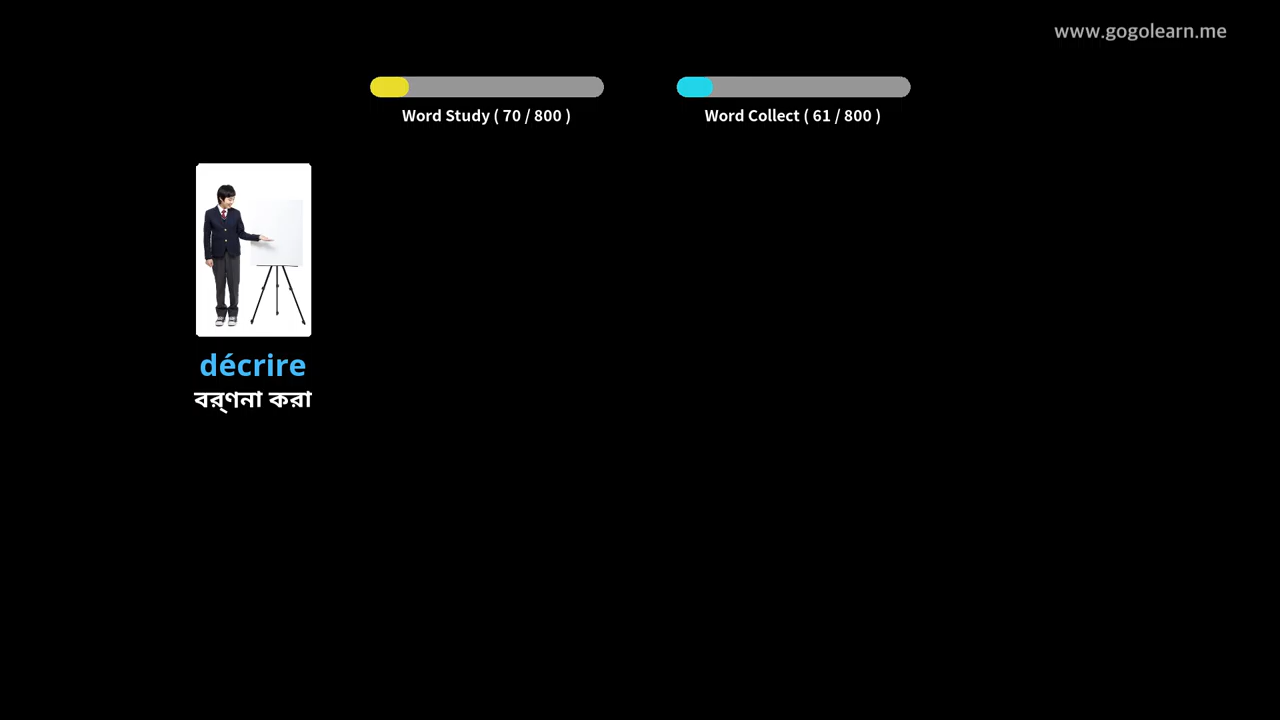 www.gogolearn.me
Word Study ( 70 / 800 )
Word Collect ( 61 / 800 )
décrire
বর্ণনা করা